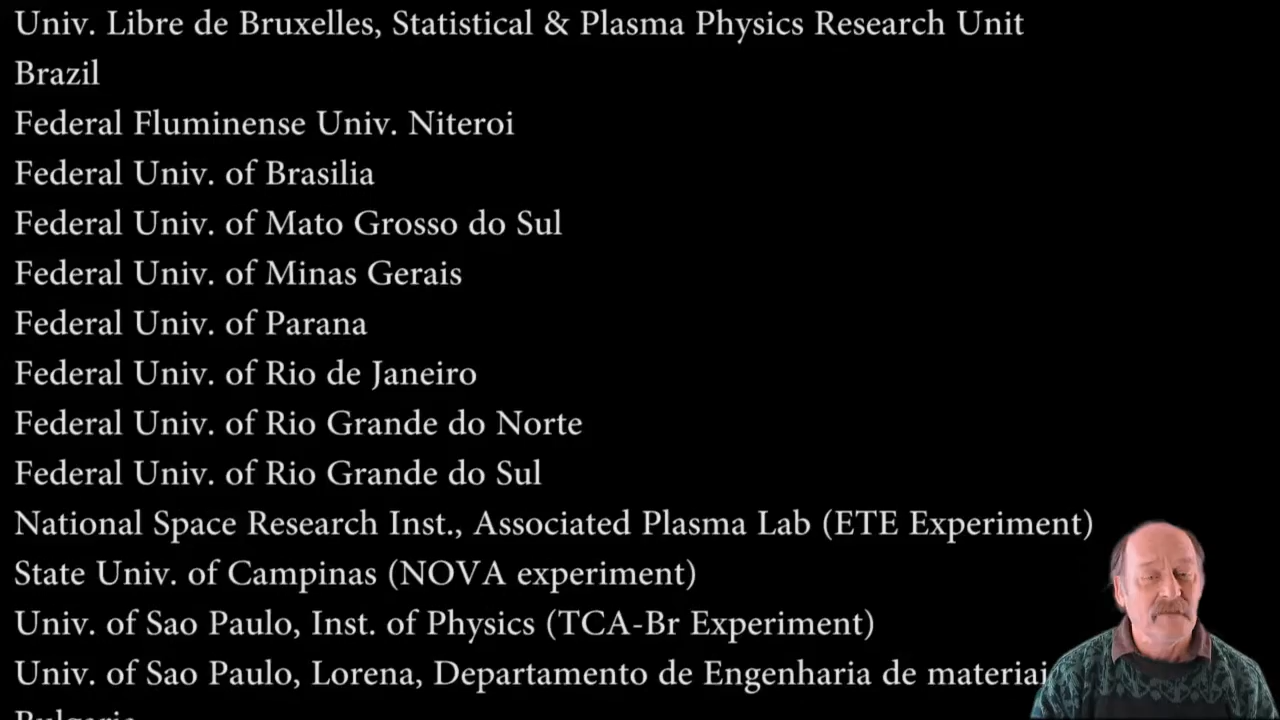 Univ. Libre de Bruxelles, Statistical & Plasma Physics Research Unit
Brazil
Federal Fluminense Univ. Niteroi
Federal Univ. of Brasilia
Federal Univ. of Mato Grosso do Sul
Federal Univ. of Minas Gerais
Federal Univ. of Parana
Federal Univ. of Rio de Janeiro
Federal Univ. of Rio Grande do Norte
Federal Univ. of Rio Grande do Sul
National Space Research Inst., Associated Plasma Lab (ETE Experiment)
State Univ. of Campinas (NOVA experiment)
Univ. of Sao Paulo, Inst. of Physics (TCA-Br Experiment)
Univ. of Sao Paulo, Lorena, Departamento de Engenharia de materiai
Bulgaria